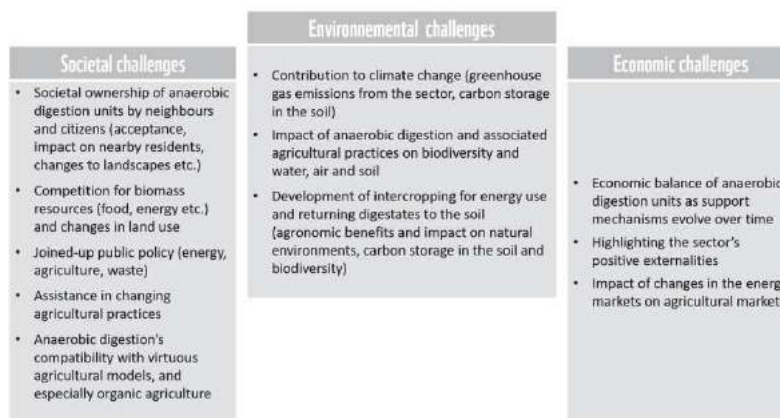 Societal challenges
• Societal ownership of anaerobic
digestion units by neighbours
and citizens (acceptance,
impact on nearby residents,
changes to landscapes etc.)
• Competition for biomass
resources (food, energy etc.)
and changes in land use
• Joined-up public policy (energy,
agriculture, waste)
• Assistance in changing
agricultural practices
• Anaerobic digestion's
compatibility with virtuous
agricultural models, and
especially organic agriculture
Environnemental challenges
• Contribution to climate change (greenhouse
gas emissions from the sector, carbon storage
in the soil)
• Impact of anaerobic digestion and associated
agricultural practices on biodiversity and
water, air and soil
• Development of intercropping for energy use
and returning digestates to the soil
(agronomic benefits and impact on natural
environments, carbon storage in the soil and
biodiversity)
Economic challenges
• Economic balance of anaerobic
digestion units as support
mechanisms evolve over time
• Highlighting the sector's
positive externalities
• Impact of changes in the energ
markets on agricultural market